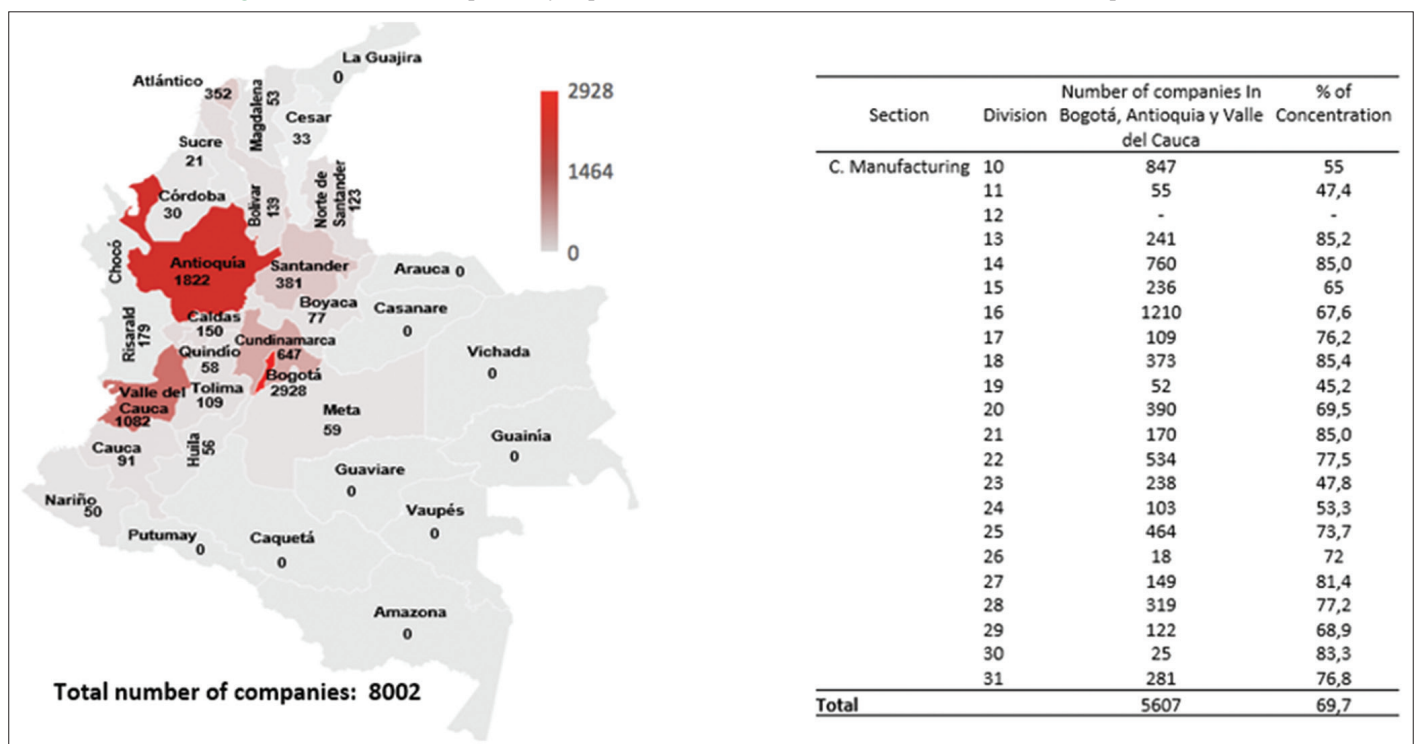 La Guajira
0
Atlántico
352
Magdalena
53
Cesar
33
2928
1464
0
Sucre
21
Córdoba
30
Bolívar
139
Norte de
Santander
123
Chocó
Antioquía
1822
Santander
381
Arauca 0
Boyaca
77
Casanare
0
Caldas
150
Risarald
179
Cundinamarca
647
Quindío
58
Bogotá
2928
Vichada
0
Valle del
Cauca
1082
Tolima
109
Meta
59
Guainía
0
Cauca
91
Huila
56
Guaviare
0
Nariño
50
Vaupés
0
Putumay
0
Caquetá
0
Amazona
0
Total number of companies: 8002
Section Division Number of companies In Bogotá, Antioquia y Valle del Cauca % of Concentration
C. Manufacturing 10 847 55
11 55 47,4
12 - -
13 241 85,2
14 760 85,0
15 236 65
16 1210 67,6
17 109 76,2
18 373 85,4
19 52 45,2
20 390 69,5
21 170 85,0
22 534 77,5
23 238 47,8
24 103 53,3
25 464 73,7
26 18 72
27 149 81,4
28 319 77,2
29 122 68,9
30 25 83,3
31 281 76,8
Total 5607 69,7